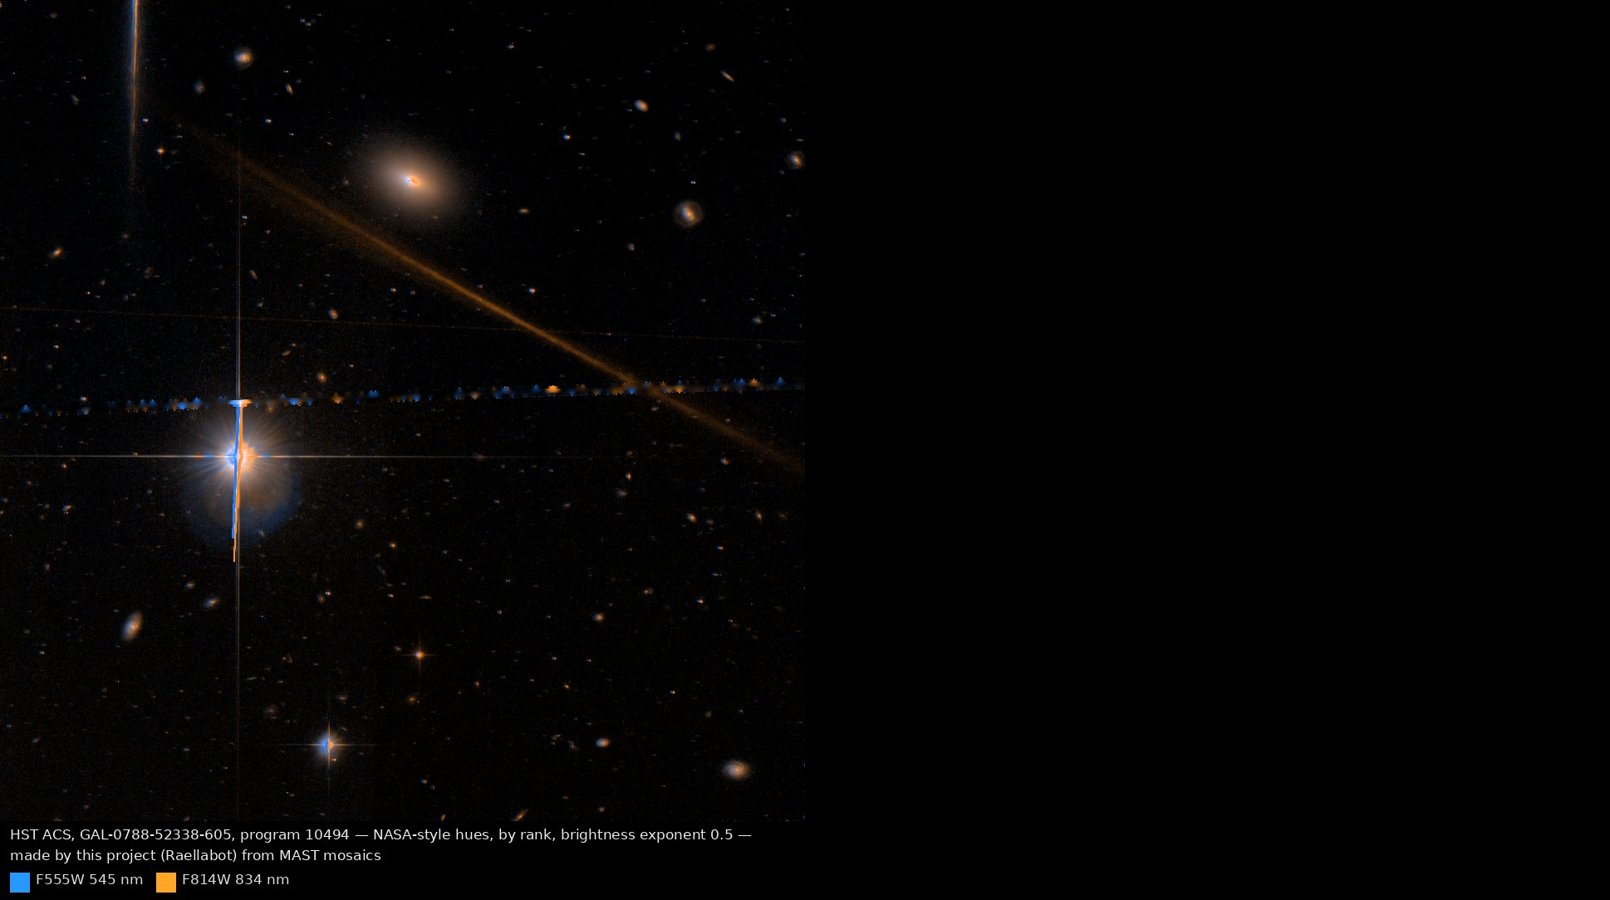 HST ACS, GAL-0788-52338-605, program 10494 — NASA-style hues, by rank, brightness exponent 0.5 —
made by this project (Raellabot) from MAST mosaics
F555W 545 nm F814W 834 nm